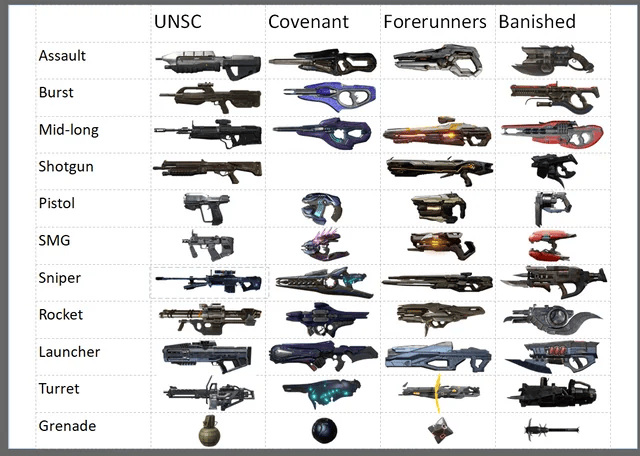 UNSC Covenant Forerunners Banished
Assault
Burst
Mid-long
Shotgun
Pistol
SMG
Sniper
Rocket
Launcher
Turret
Grenade